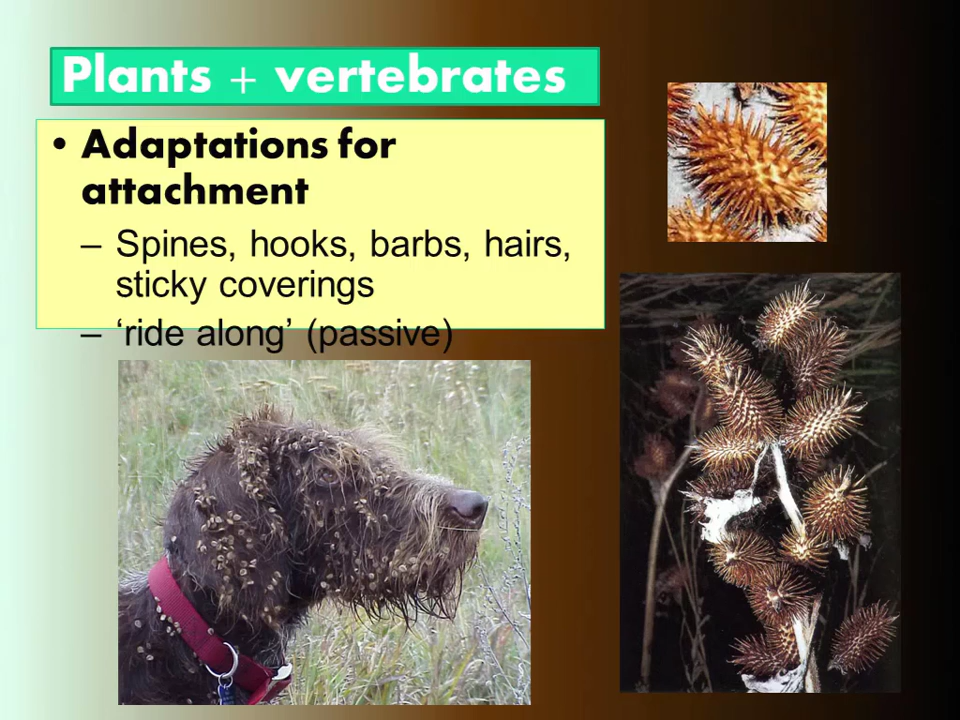 Plants + vertebrates
• Adaptations for
attachment
– Spines, hooks, barbs, hairs,
sticky coverings
– ‘ride along’ (passive)